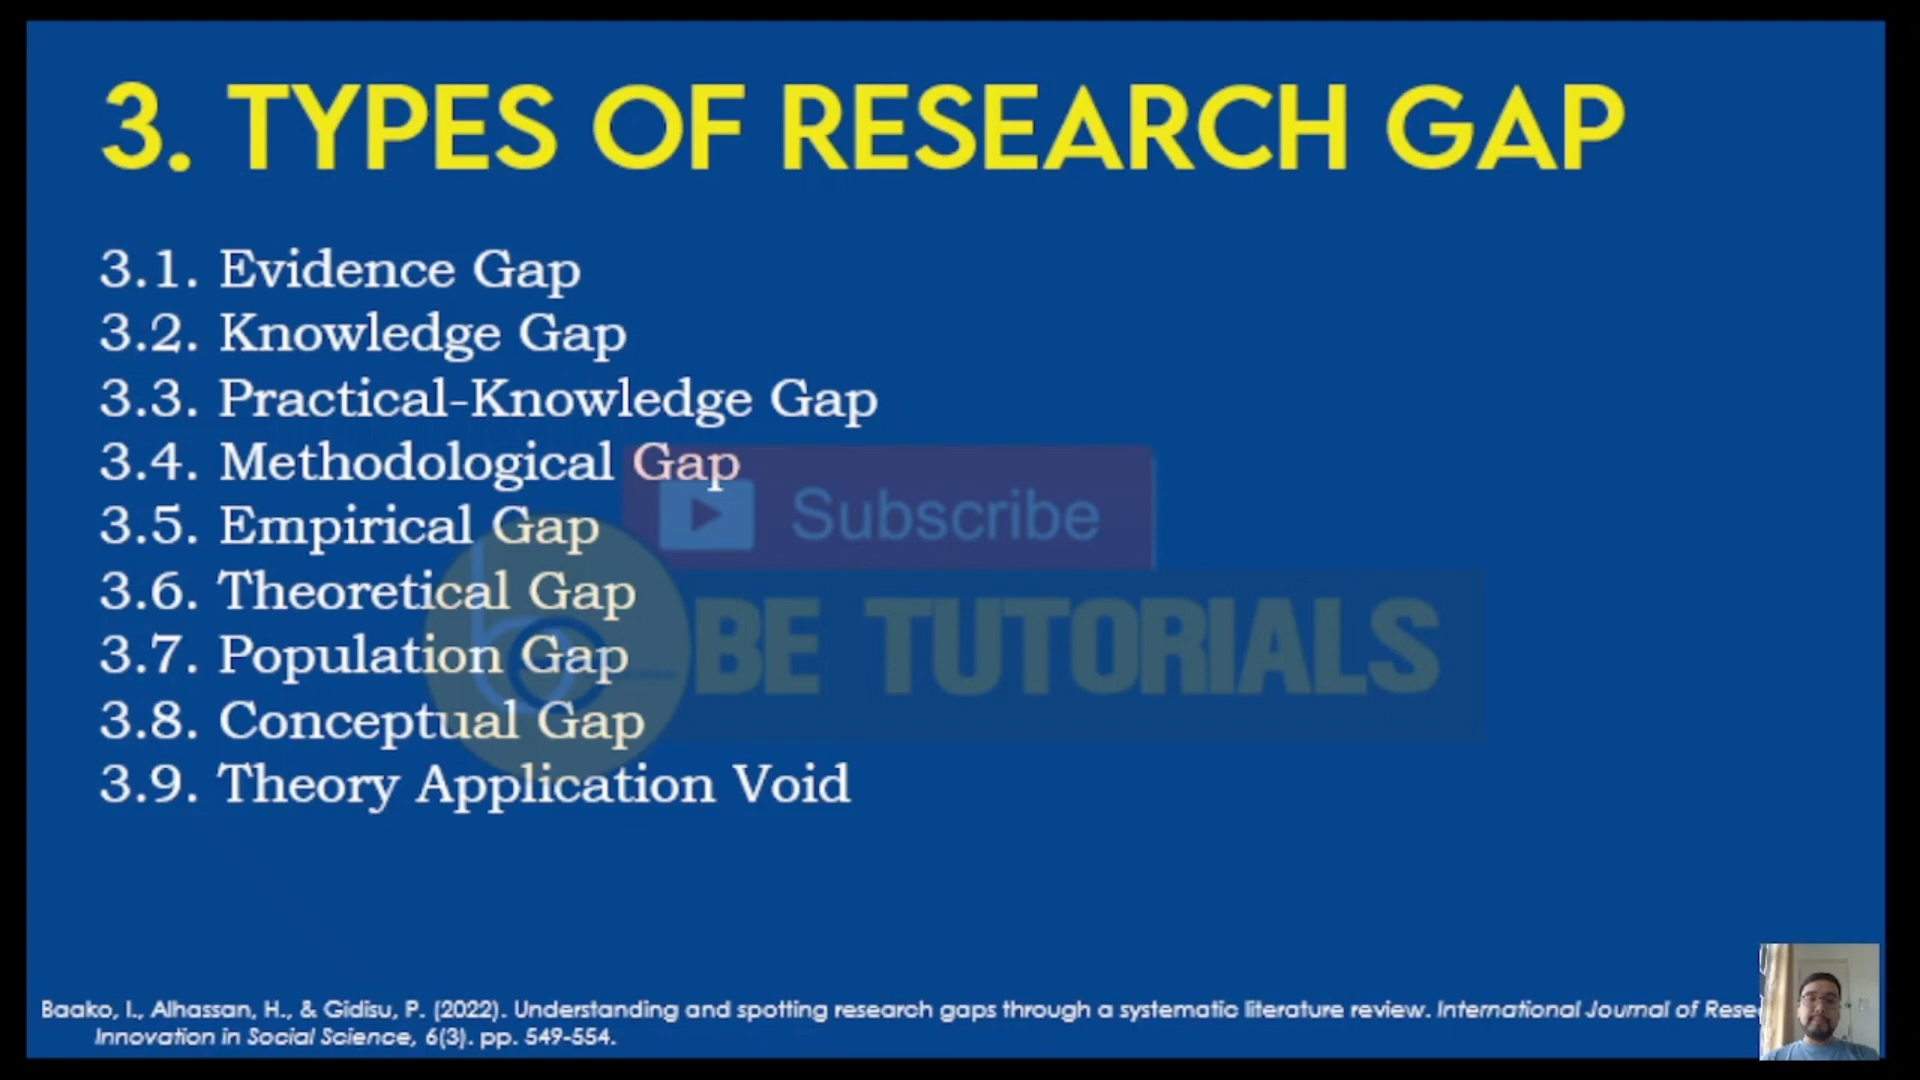 3. TYPES OF RESEARCH GAP
3.1. Evidence Gap
3.2. Knowledge Gap
3.3. Practical-Knowledge Gap
3.4. Methodological Gap
Subscribe
3.5. Empirical Gap
3.6. Theoretical Gap
BE TUTORIALS
3.7. Population Gap
3.8. Conceptual Gap
3.9. Theory Application Void
Baako, I., Alhassan, H., & Gidisu, P. (2022). Understanding and spotting research gaps through a systematic literature review. International Journal of Rese
Innovation in Social Science, 6(3). pp. 549-554.